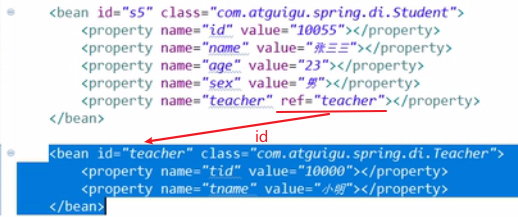 <bean id="s5" class="com.atguigu.spring.di.Student">
<property name="id" value="10055"></property>
<property name="name" value="张三三"></property>
<property name="age" value="23"></property>
<property name="sex" value="男"></property>
<property name="teacher" ref="teacher"></property>
</bean>
id
<bean id="teacher" class="com.atguigu.spring.di.Teacher">
<property name="tid" value="10000"></property>
<property name="tname" value="小明"></property>
</bean>